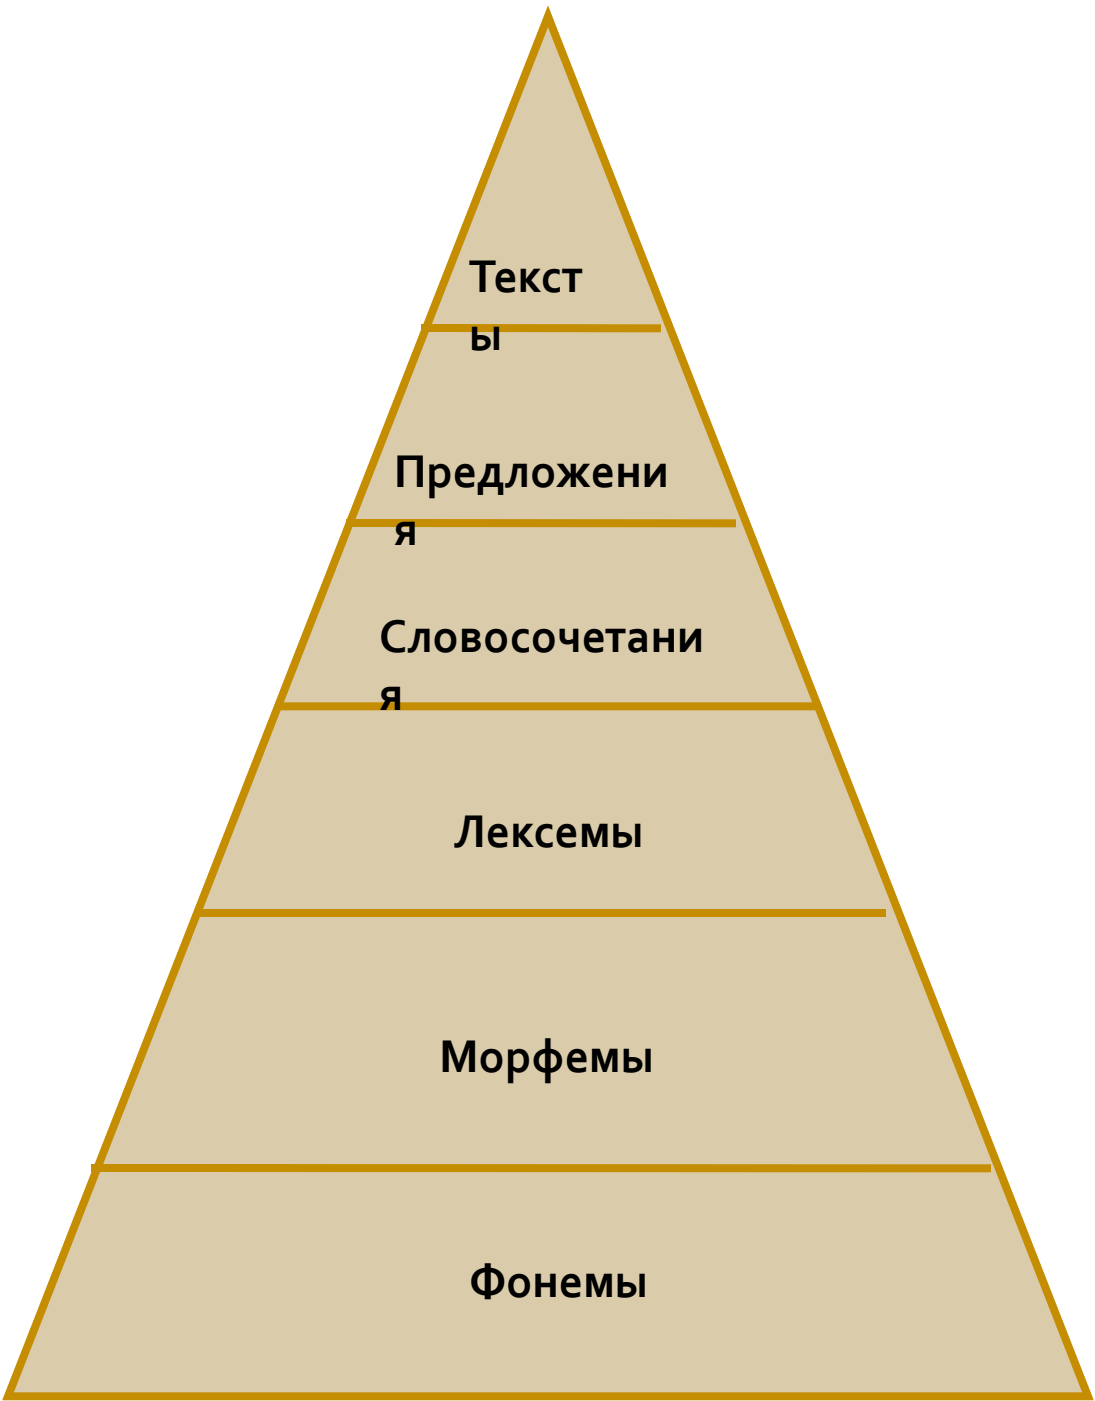 Текст
ы
Предложени
я
Словосочетани
я
Лексемы
Морфемы
Фонемы